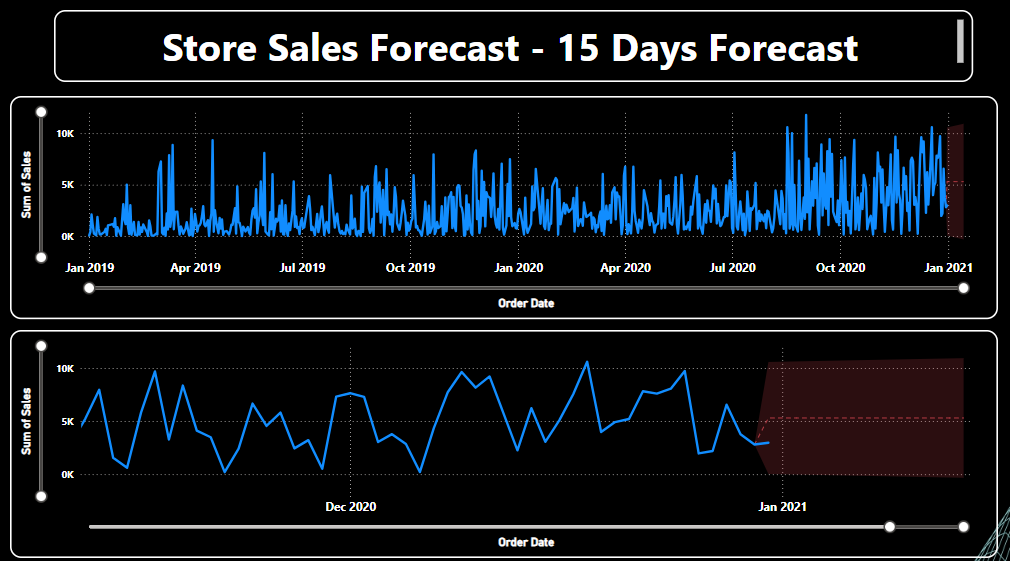 Store Sales Forecast - 15 Days Forecast
Sum of Sales
10K
5K
0K
Jan 2019 Apr 2019 Jul 2019 Oct 2019 Jan 2020 Apr 2020 Jul 2020 Oct 2020 Jan 2021
Order Date
Sum of Sales
10K
5K
0K
Dec 2020 Jan 2021
Order Date